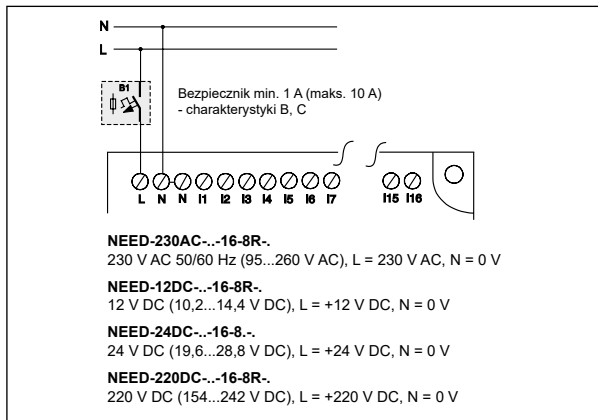 N
L
B1
Bezpiecznik min. 1 A (maks. 10 A)
- charakterystyki B, C
L N N I1 I2 I3 I4 I5 I6 I7 I15 I16
NEED-230AC-..-16-8R-.
230 V AC 50/60 Hz (95...260 V AC), L = 230 V AC, N = 0 V
NEED-12DC-..-16-8R-.
12 V DC (10,2...14,4 V DC), L = +12 V DC, N = 0 V
NEED-24DC-..-16-8.-.
24 V DC (19,6...28,8 V DC), L = +24 V DC, N = 0 V
NEED-220DC-..-16-8R-.
220 V DC (154...242 V DC), L = +220 V DC, N = 0 V